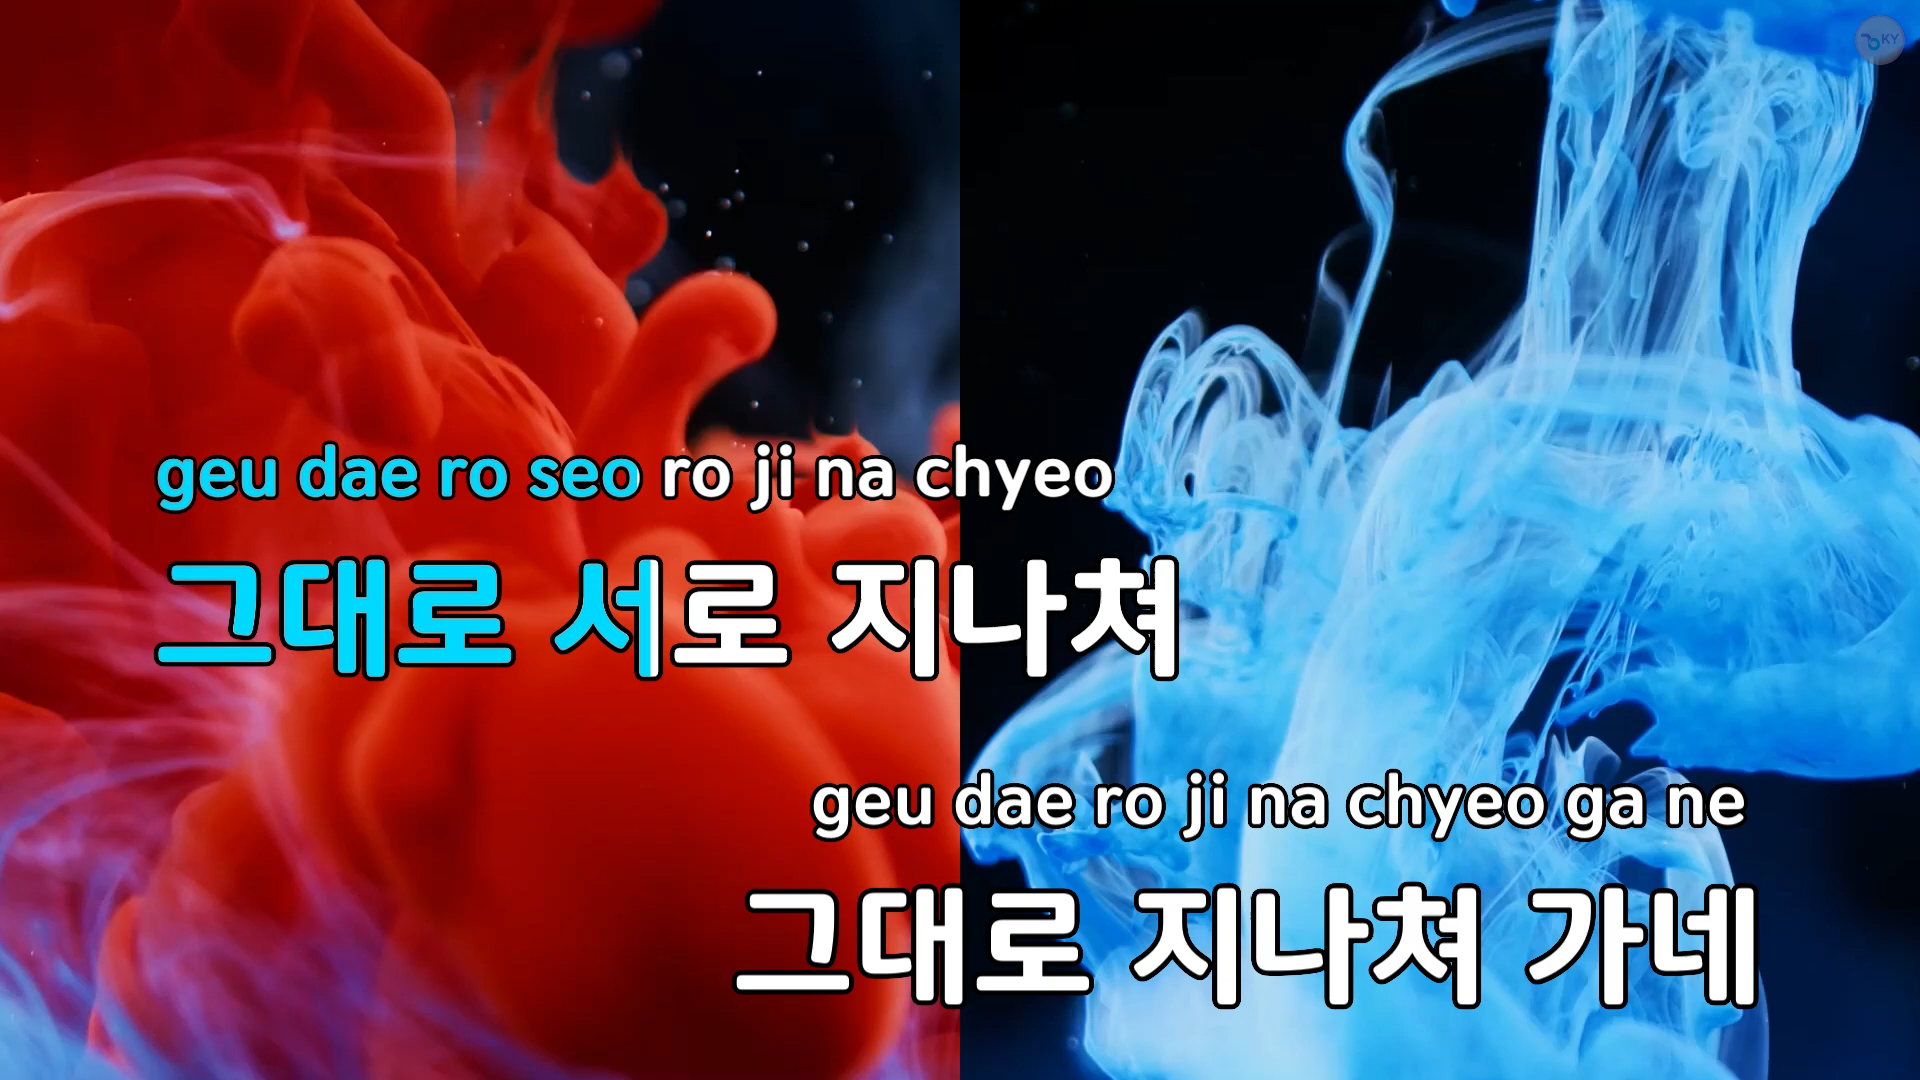 KY
geu dae ro seo ro ji na chyeo
그대로 서로 지나쳐
geu dae ro ji na chyeo ga ne
그대로 지나쳐 가네